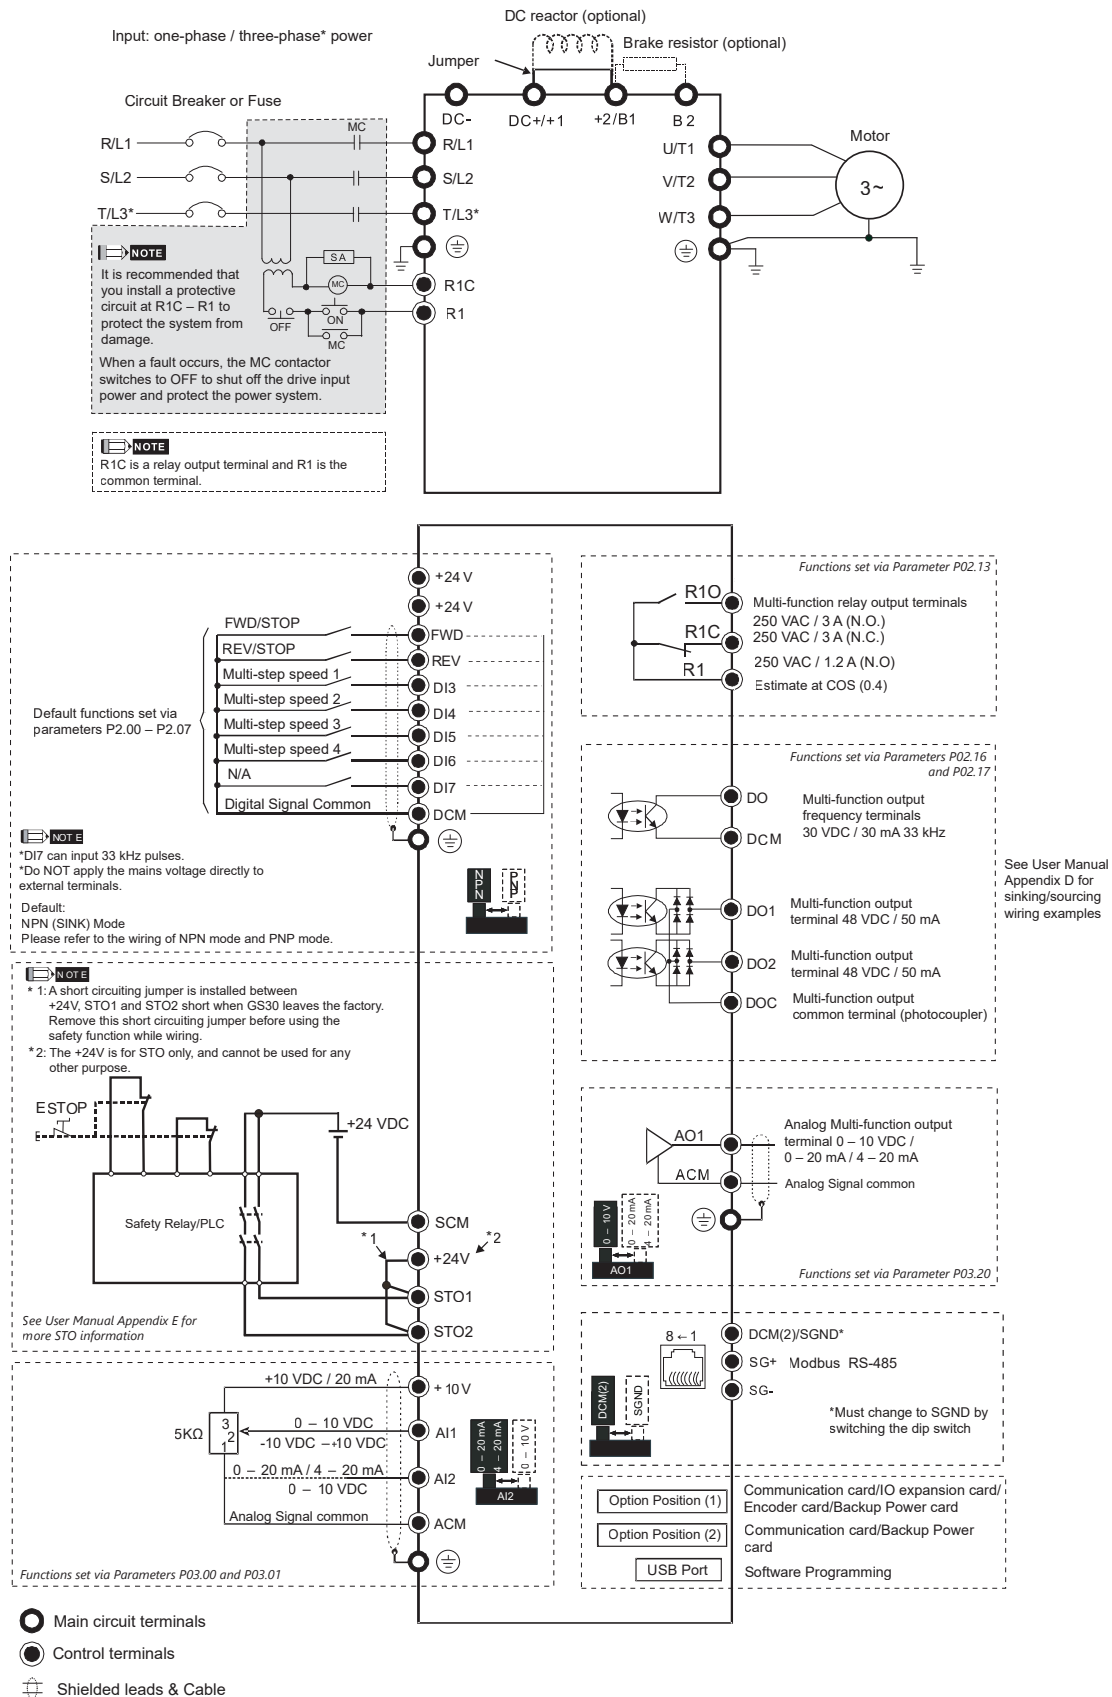 DC reactor (optional)
Input: one-phase / three-phase* power
Brake resistor (optional)
Jumper
Circuit Breaker or Fuse
DC-
DC+/+1
+2/B1
B 2
MC
R/L1
R/L1
S/L2
S/L2
T/L3*
T/L3*
U/T1
V/T2
W/T3
Motor
3~
NOTE
It is recommended that
you install a protective
circuit at R1C – R1 to
protect the system from
damage.
When a fault occurs, the MC contactor
switches to OFF to shut off the drive input
power and protect the power system.
SA
MC
R1C
ON
OFF
MC
R1
NOTE
R1C is a relay output terminal and R1 is the
common terminal.
+24 V
+24 V
FWD/STOP
FWD
REV/STOP
REV
Multi-step speed 1
DI3
Multi-step speed 2
DI4
Multi-step speed 3
DI5
Multi-step speed 4
DI6
N/A
DI7
Digital Signal Common
DCM
Default functions set via
parameters P2.00 – P2.07
NOT E
*DI7 can input 33 kHz pulses.
*Do NOT apply the mains voltage directly to
external terminals.
Default:
NPN (SINK) Mode
Please refer to the wiring of NPN mode and PNP mode.
NPN
PNP
NOTE
* 1: A short circuiting jumper is installed between
+24V, STO1 and STO2 short when GS30 leaves the factory.
Remove this short circuiting jumper before using the
safety function while wiring.
*2: The +24V is for STO only, and cannot be used for any
other purpose.
ESTOP
+24 VDC
Safety Relay/PLC
SCM
*1
*2
+24V
STO1
STO2
See User Manual Appendix E for
more STO information
+10 VDC / 20 mA
+ 10 V
5KΩ
3
2
1
0 – 10 VDC
-10 VDC –+10 VDC
AI1
0 – 20 mA / 4 – 20 mA
0 – 10 VDC
AI2
Analog Signal common
ACM
0 – 20 mA
4 – 20 mA
0 – 10 V
AI2
Functions set via Parameters P03.00 and P03.01
Functions set via Parameter P02.13
R1O
R1C
R1
Multi-function relay output terminals
250 VAC / 3 A (N.O.)
250 VAC / 3 A (N.C.)
250 VAC / 1.2 A (N.O)
Estimate at COS (0.4)
Functions set via Parameters P02.16
and P02.17
DO
DCM
Multi-function output
frequency terminals
30 VDC / 30 mA 33 kHz
DO1
Multi-function output
terminal 48 VDC / 50 mA
DO2
Multi-function output
terminal 48 VDC / 50 mA
DOC
Multi-function output
common terminal (photocoupler)
See User Manual
Appendix D for
sinking/sourcing
wiring examples
AO1
ACM
Analog Multi-function output
terminal 0 – 10 VDC /
0 – 20 mA / 4 – 20 mA
Analog Signal common
0 – 10 V
0 – 20 mA
4 – 20 mA
AO1
Functions set via Parameter P03.20
8 ← 1
DCM(2)/SGND*
SG+ Modbus RS-485
SG-
DCM(2)
SGND
*Must change to SGND by
switching the dip switch
Option Position (1)
Communication card/IO expansion card/
Encoder card/Backup Power card
Option Position (2)
Communication card/Backup Power
card
USB Port
Software Programming
Main circuit terminals
Control terminals
Shielded leads & Cable